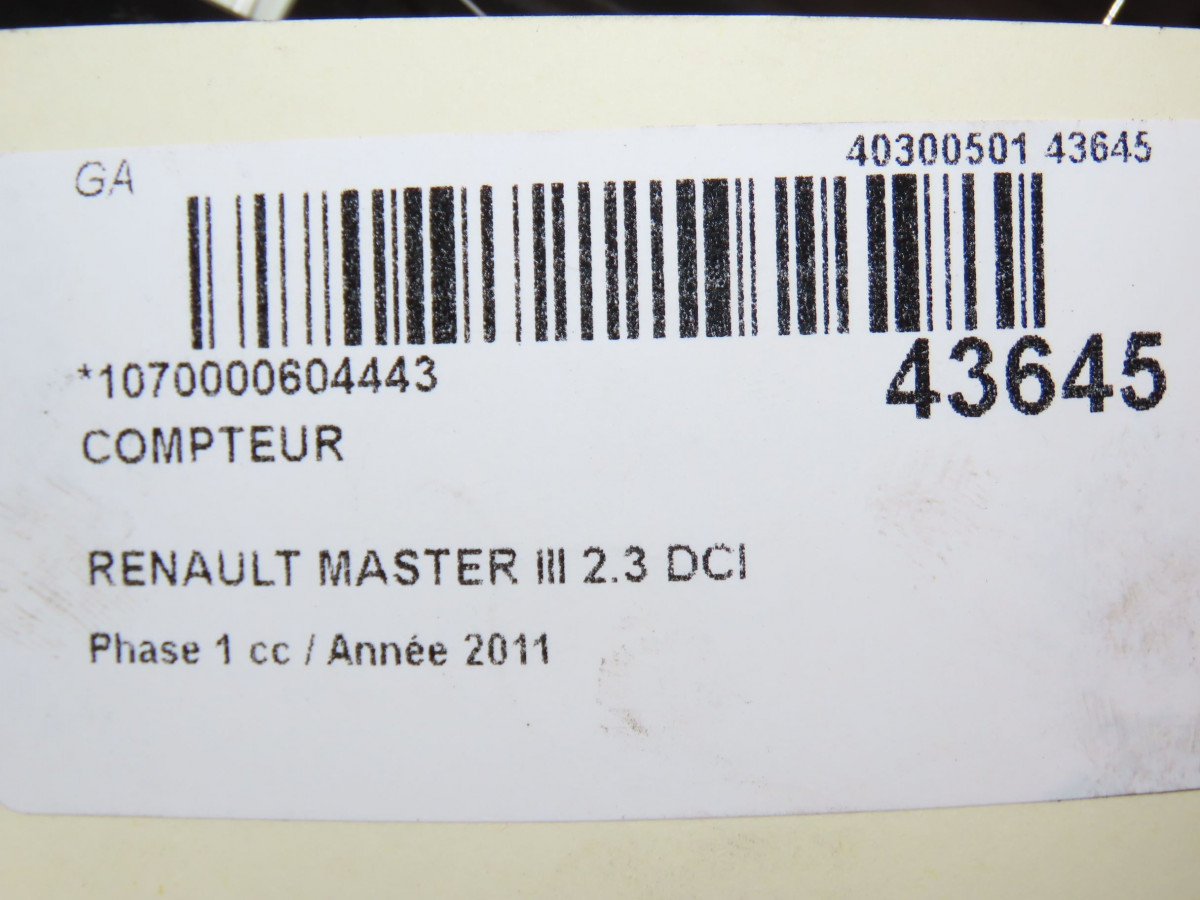 GA
40300501 43645
*1070000604443
43645
COMPTEUR
RENAULT MASTER III 2.3 DCI
Phase 1 cc / Année 2011